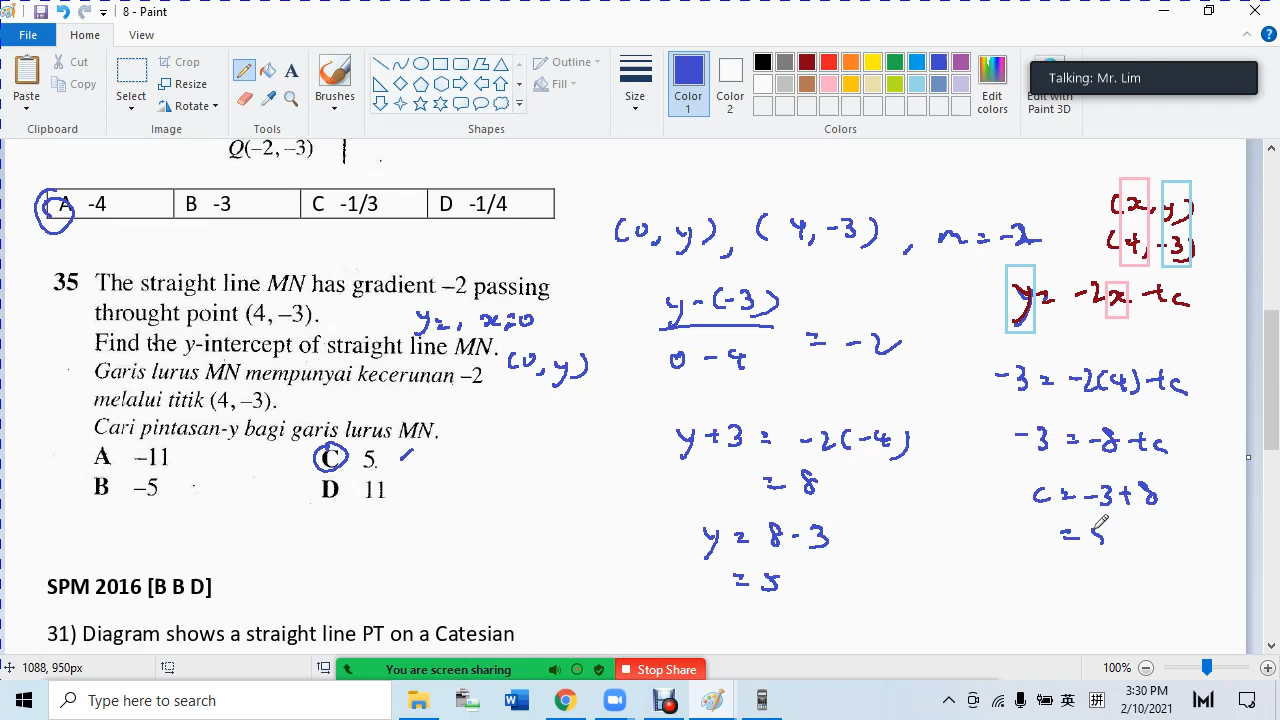 8 - Paint
File Home View
Paste
Cut
Copy
Clipboard
Select
Crop
Resize
Rotate
Image
Tools
Brushes
Outline
Fill
Shapes
Size
Color 1
Color 2
Colors
Edit colors
Edit with Paint 3D
Talking: Mr. Lim
Q(−2, −3)
A -4 B -3 C -1/3 D -1/4
35 The straight line MN has gradient −2 passing
throught point (4, −3).
Find the y-intercept of straight line MN.
Garis lurus MN mempunyai kecerunan −2
melalui titik (4, −3).
Cari pintasan-y bagi garis lurus MN.
A −11 C 5 ✓
B −5 D 11
y=, x=0
(0, y)
(0, y), (4, -3), m = -2
y-(-3)
0 - 4
= -2
y+3 = -2(-4)
= 8
y = 8 - 3
= 5
(x, y)
(4, -3)
y = -2x + c
-3 = -2(4) + c
-3 = -8 + c
c = -3 + 8
= 5
SPM 2016 [B B D]
31) Diagram shows a straight line PT on a Catesian
1088, 950px
You are screen sharing
Stop Share
100%
Type here to search
英
拼
3:30 PM
2/10/2021